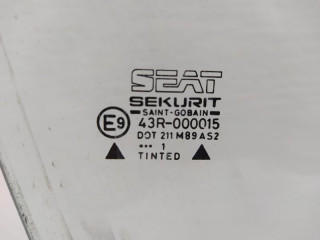 SEAT
SEKURIT
SAINT-GOBAIN
E9 43R-000015
DOT 211 M89 AS2
••• 1
TINTED